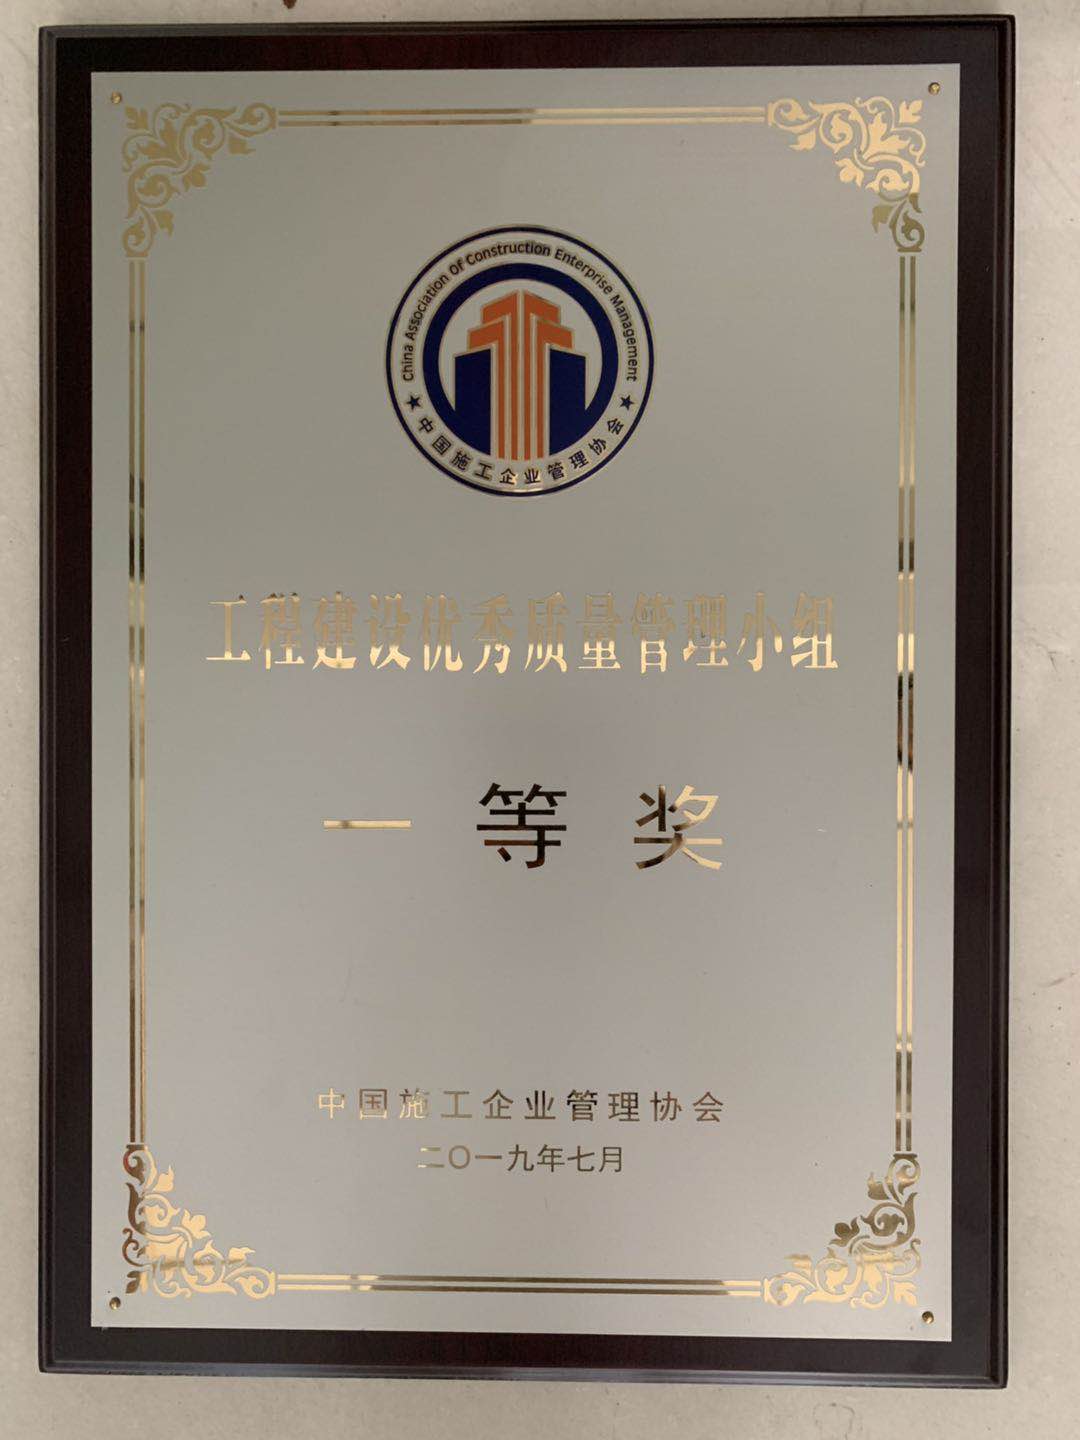 China Association Of Construction Enterprise Management
中国施工企业管理协会
工程建设优秀质量管理小组
一等奖
中国施工企业管理协会
二〇一九年七月